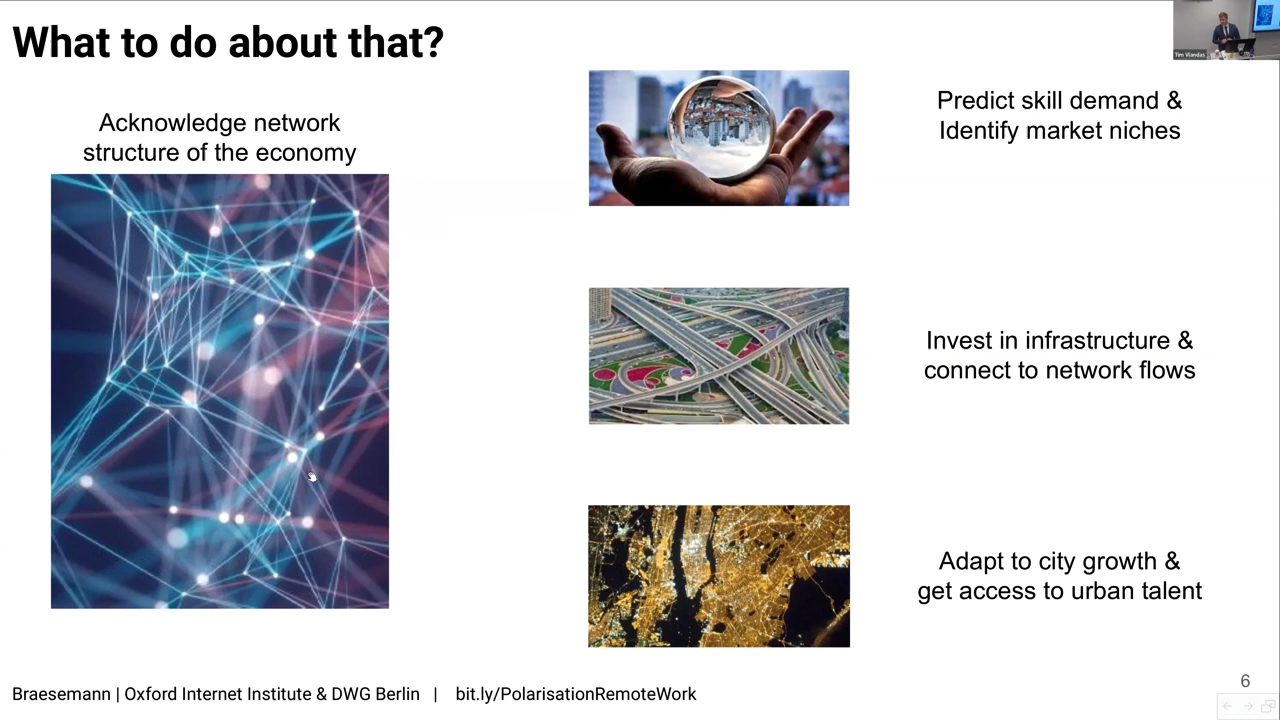 What to do about that?
Acknowledge network
structure of the economy
Predict skill demand &
Identify market niches
Invest in infrastructure &
connect to network flows
Adapt to city growth &
get access to urban talent
Braesemann | Oxford Internet Institute & DWG Berlin | bit.ly/PolarisationRemoteWork
6
Tim Vlandas